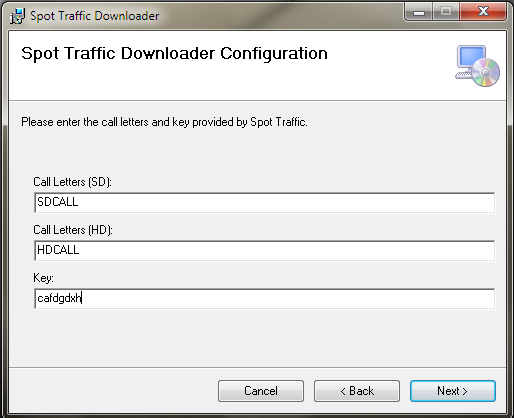 Spot Traffic Downloader
Spot Traffic Downloader Configuration
Please enter the call letters and key provided by Spot Traffic.
Call Letters (SD):
SDCALL
Call Letters (HD):
HDCALL
Key:
cafdgdxh
Cancel
< Back
Next >